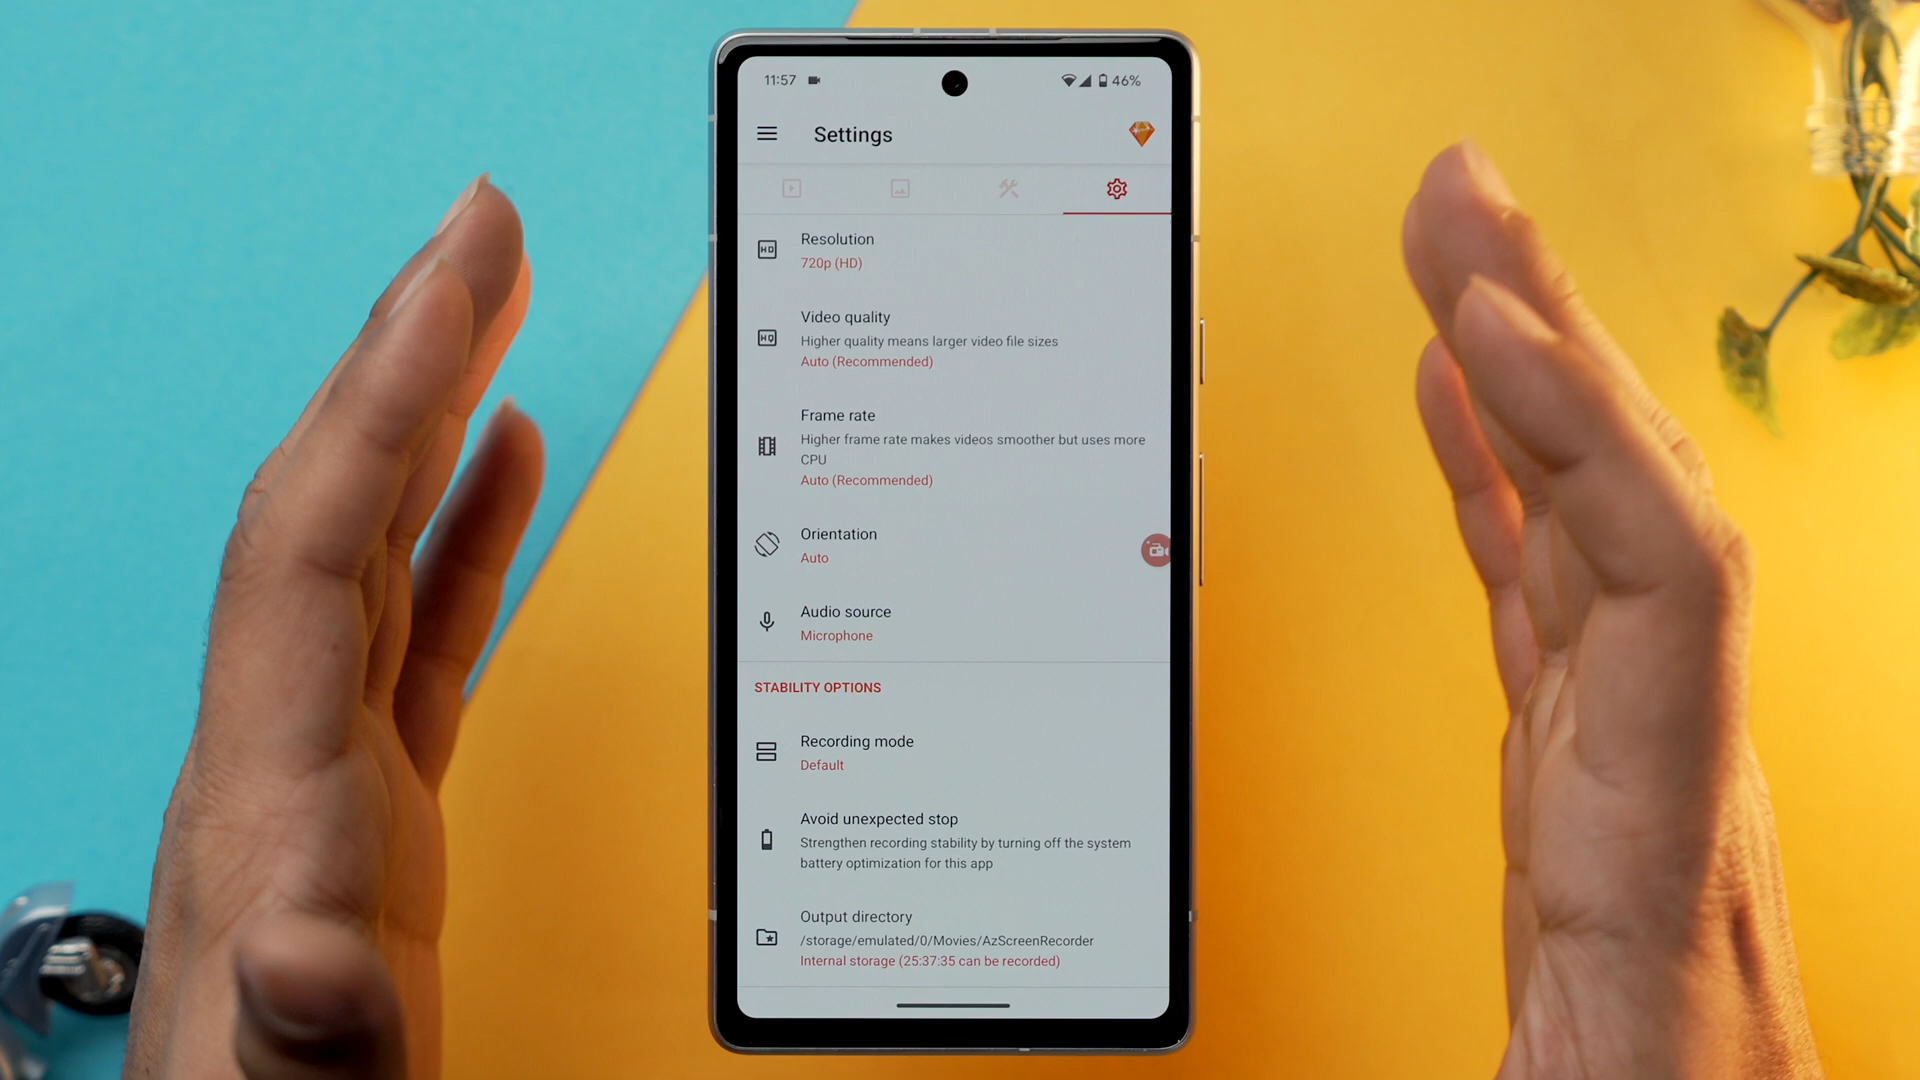 11:57
46%
Settings
HD
Resolution
720p (HD)
HQ
Video quality
Higher quality means larger video file sizes
Auto (Recommended)
Frame rate
Higher frame rate makes videos smoother but uses more
CPU
Auto (Recommended)
Orientation
Auto
Audio source
Microphone
STABILITY OPTIONS
Recording mode
Default
Avoid unexpected stop
Strengthen recording stability by turning off the system
battery optimization for this app
Output directory
/storage/emulated/0/Movies/AzScreenRecorder
Internal storage (25:37:35 can be recorded)